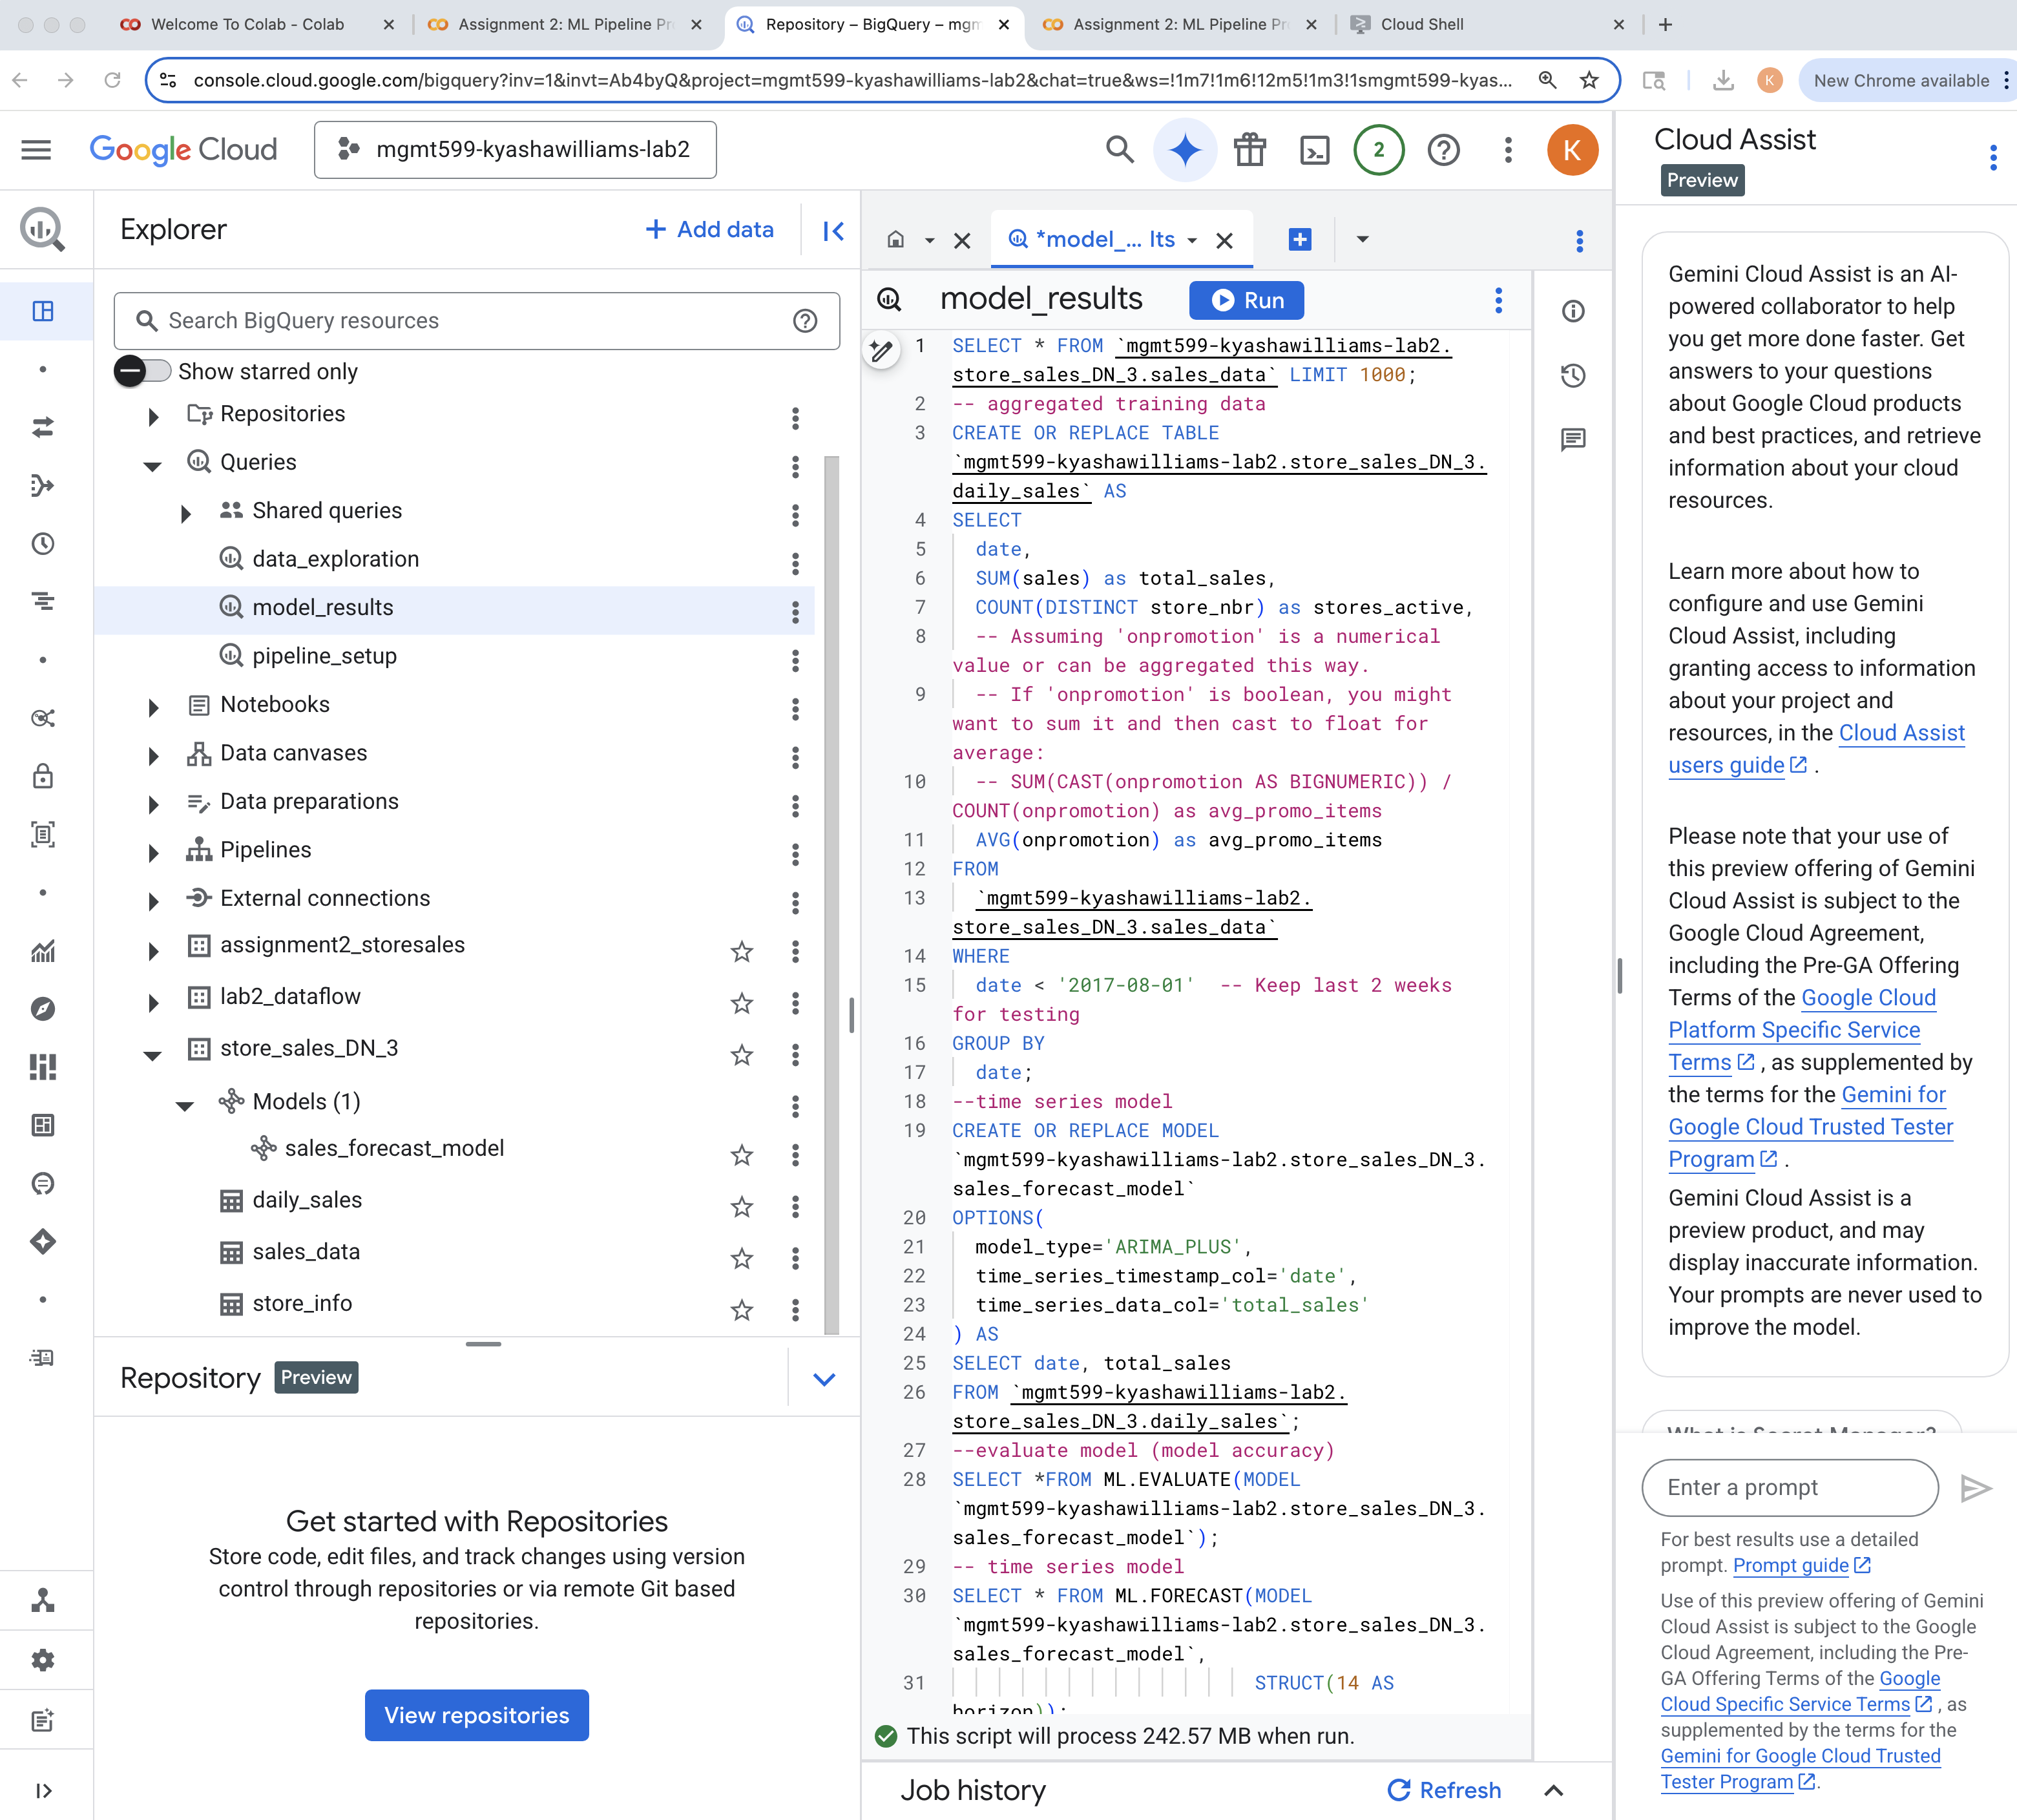 Welcome To Colab - Colab
Assignment 2: ML Pipeline Pr
Repository – BigQuery – mgm
Assignment 2: ML Pipeline Pr
Cloud Shell
console.cloud.google.com/bigquery?inv=1&invt=Ab4byQ&project=mgmt599-kyashawilliams-lab2&chat=true&ws=!1m7!1m6!12m5!1m3!1smgmt599-kyas...
K
New Chrome available
Google Cloud
mgmt599-kyashawilliams-lab2
2
K
Explorer
Add data
Search BigQuery resources
Show starred only
Repositories
Queries
Shared queries
data_exploration
model_results
pipeline_setup
Notebooks
Data canvases
Data preparations
Pipelines
External connections
assignment2_storesales
lab2_dataflow
store_sales_DN_3
Models (1)
sales_forecast_model
daily_sales
sales_data
store_info
Repository Preview
Get started with Repositories
Store code, edit files, and track changes using version
control through repositories or via remote Git based
repositories.
View repositories
*model_... lts
model_results
Run
1 SELECT * FROM `mgmt599-kyashawilliams-lab2.
store_sales_DN_3.sales_data` LIMIT 1000;
2 -- aggregated training data
3 CREATE OR REPLACE TABLE
`mgmt599-kyashawilliams-lab2.store_sales_DN_3.
daily_sales` AS
4 SELECT
5 date,
6 SUM(sales) as total_sales,
7 COUNT(DISTINCT store_nbr) as stores_active,
8 -- Assuming 'onpromotion' is a numerical
value or can be aggregated this way.
9 -- If 'onpromotion' is boolean, you might
want to sum it and then cast to float for
average:
10 -- SUM(CAST(onpromotion AS BIGNUMERIC)) /
COUNT(onpromotion) as avg_promo_items
11 AVG(onpromotion) as avg_promo_items
12 FROM
13 `mgmt599-kyashawilliams-lab2.
store_sales_DN_3.sales_data`
14 WHERE
15 date < '2017-08-01' -- Keep last 2 weeks
for testing
16 GROUP BY
17 date;
18 --time series model
19 CREATE OR REPLACE MODEL
`mgmt599-kyashawilliams-lab2.store_sales_DN_3.
sales_forecast_model`
20 OPTIONS(
21 model_type='ARIMA_PLUS',
22 time_series_timestamp_col='date',
23 time_series_data_col='total_sales'
24 ) AS
25 SELECT date, total_sales
26 FROM `mgmt599-kyashawilliams-lab2.
store_sales_DN_3.daily_sales`;
27 --evaluate model (model accuracy)
28 SELECT *FROM ML.EVALUATE(MODEL
`mgmt599-kyashawilliams-lab2.store_sales_DN_3.
sales_forecast_model`);
29 -- time series model
30 SELECT * FROM ML.FORECAST(MODEL
`mgmt599-kyashawilliams-lab2.store_sales_DN_3.
sales_forecast_model`,
31 STRUCT(14 AS
horizon));
This script will process 242.57 MB when run.
Job history
Refresh
Cloud Assist
Preview
Gemini Cloud Assist is an AI-
powered collaborator to help
you get more done faster. Get
answers to your questions
about Google Cloud products
and best practices, and retrieve
information about your cloud
resources.
Learn more about how to
configure and use Gemini
Cloud Assist, including
granting access to information
about your project and
resources, in the Cloud Assist
users guide .
Please note that your use of
this preview offering of Gemini
Cloud Assist is subject to the
Google Cloud Agreement,
including the Pre-GA Offering
Terms of the Google Cloud
Platform Specific Service
Terms , as supplemented by
the terms for the Gemini for
Google Cloud Trusted Tester
Program .
Gemini Cloud Assist is a
preview product, and may
display inaccurate information.
Your prompts are never used to
improve the model.
What is Secret Manager?
Enter a prompt
For best results use a detailed
prompt. Prompt guide
Use of this preview offering of Gemini
Cloud Assist is subject to the Google
Cloud Agreement, including the Pre-
GA Offering Terms of the Google
Cloud Specific Service Terms , as
supplemented by the terms for the
Gemini for Google Cloud Trusted
Tester Program .